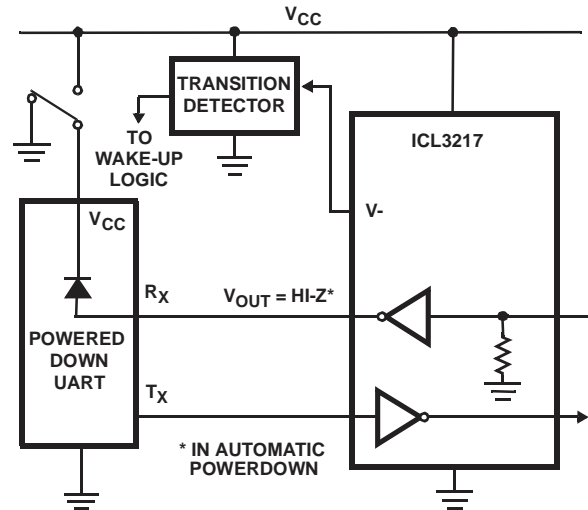 VCC
TRANSITION
DETECTOR
TO
WAKE-UP
LOGIC
ICL3217
V-
VCC
RX
VOUT = HI-Z*
POWERED
DOWN
UART
TX
* IN AUTOMATIC
POWERDOWN